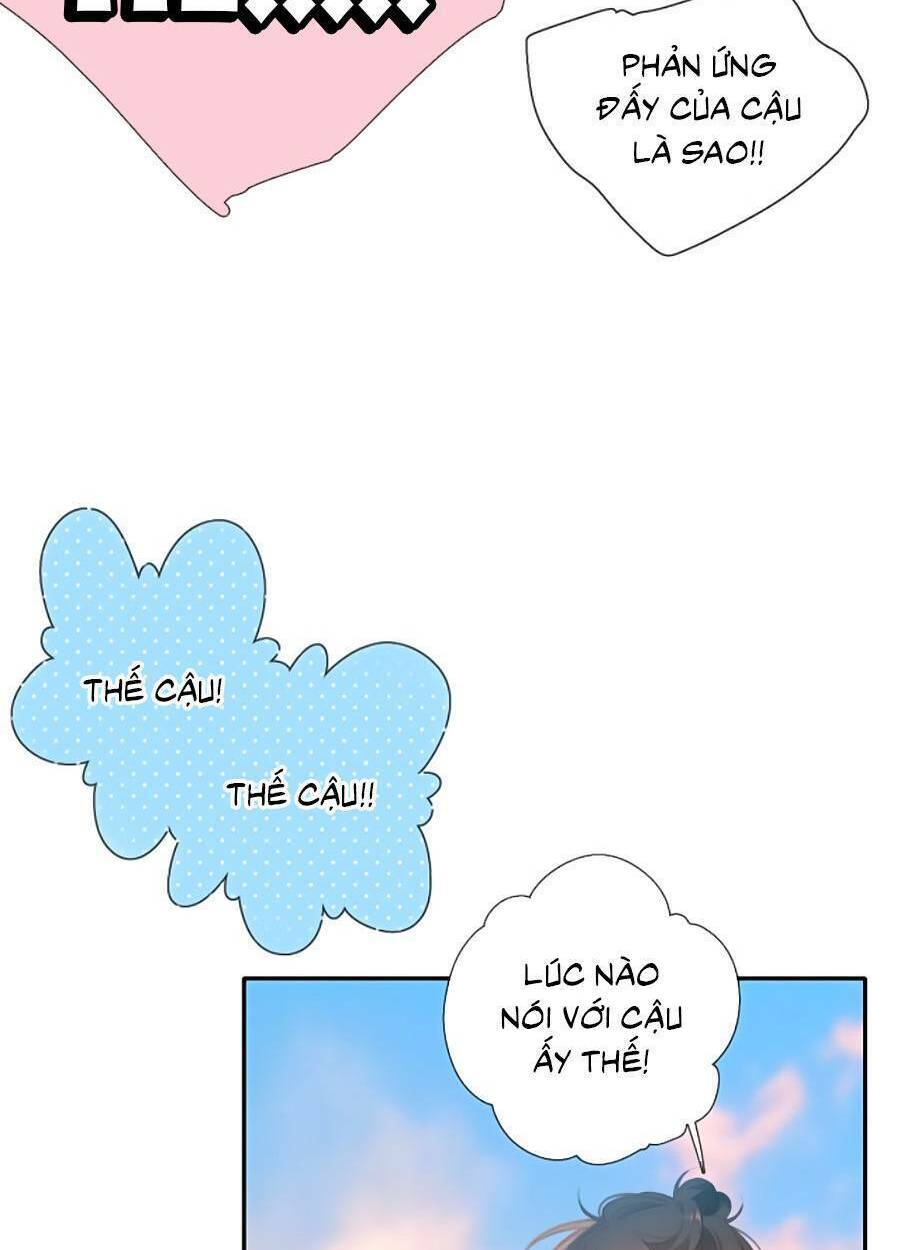 PHẢN ỨNG
ĐẤY CỦA CẬU
LÀ SAO!!
THẾ CẬU!
THẾ CẬU!!
LÚC NÀO
NÓI VỚI CẬU
ẤY THẾ!